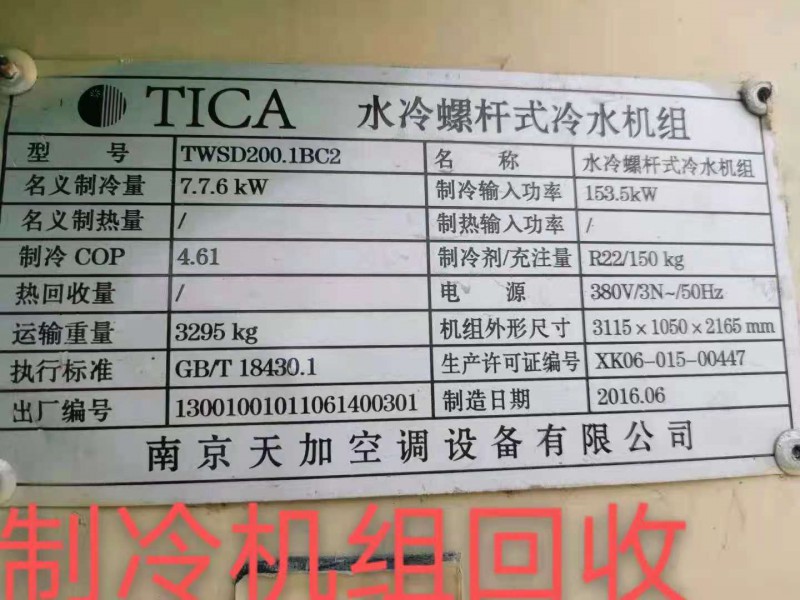 TICA 水冷螺杆式冷水机组
型 号 TWSD200.1BC2 名 称 水冷螺杆式冷水机组
名义制冷量 7.7.6 kW 制冷输入功率 153.5kW
名义制热量 / 制热输入功率 /
制冷 COP 4.61 制冷剂/充注量 R22/150 kg
热回收量 / 电 源 380V/3N~/50Hz
运输重量 3295 kg 机组外形尺寸 3115×1050×2165 mm
执行标准 GB/T 18430.1 生产许可证编号 XK06-015-00447
出厂编号 13001001011061400301 制造日期 2016.06
南京天加空调设备有限公司
制冷机组回收